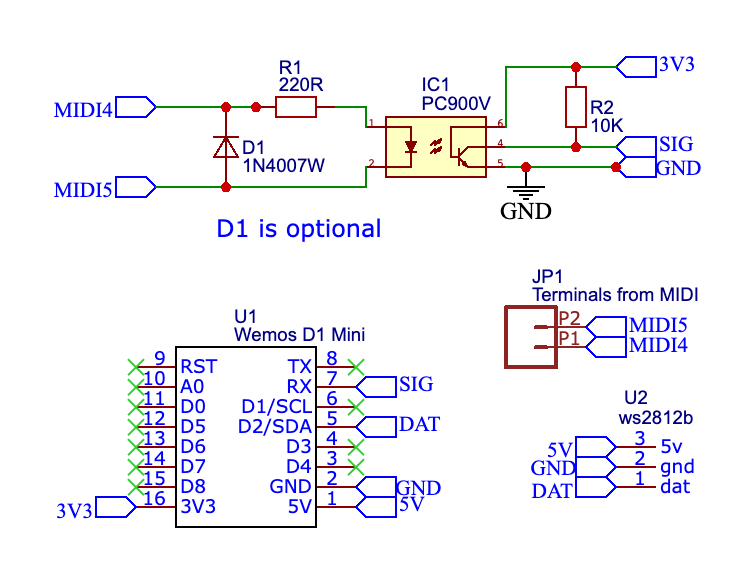 R1
220R
IC1
PC900V
3V3
MIDI4
R2
10K
D1
1N4007W
1
2
6
4
5
SIG
GND
MIDI5
GND
D1 is optional
JP1
Terminals from MIDI
P2
MIDI5
P1
MIDI4
U1
Wemos D1 Mini
9 RST TX 8
10 A0 RX 7 SIG
11 D0 D1/SCL 6
12 D5 D2/SDA 5 DAT
13 D6 D3 4
14 D7 D4 3
15 D8 GND 2 GND
3V3 16 3V3 5V 1 5V
U2
ws2812b
5V 3 5v
GND 2 gnd
DAT 1 dat